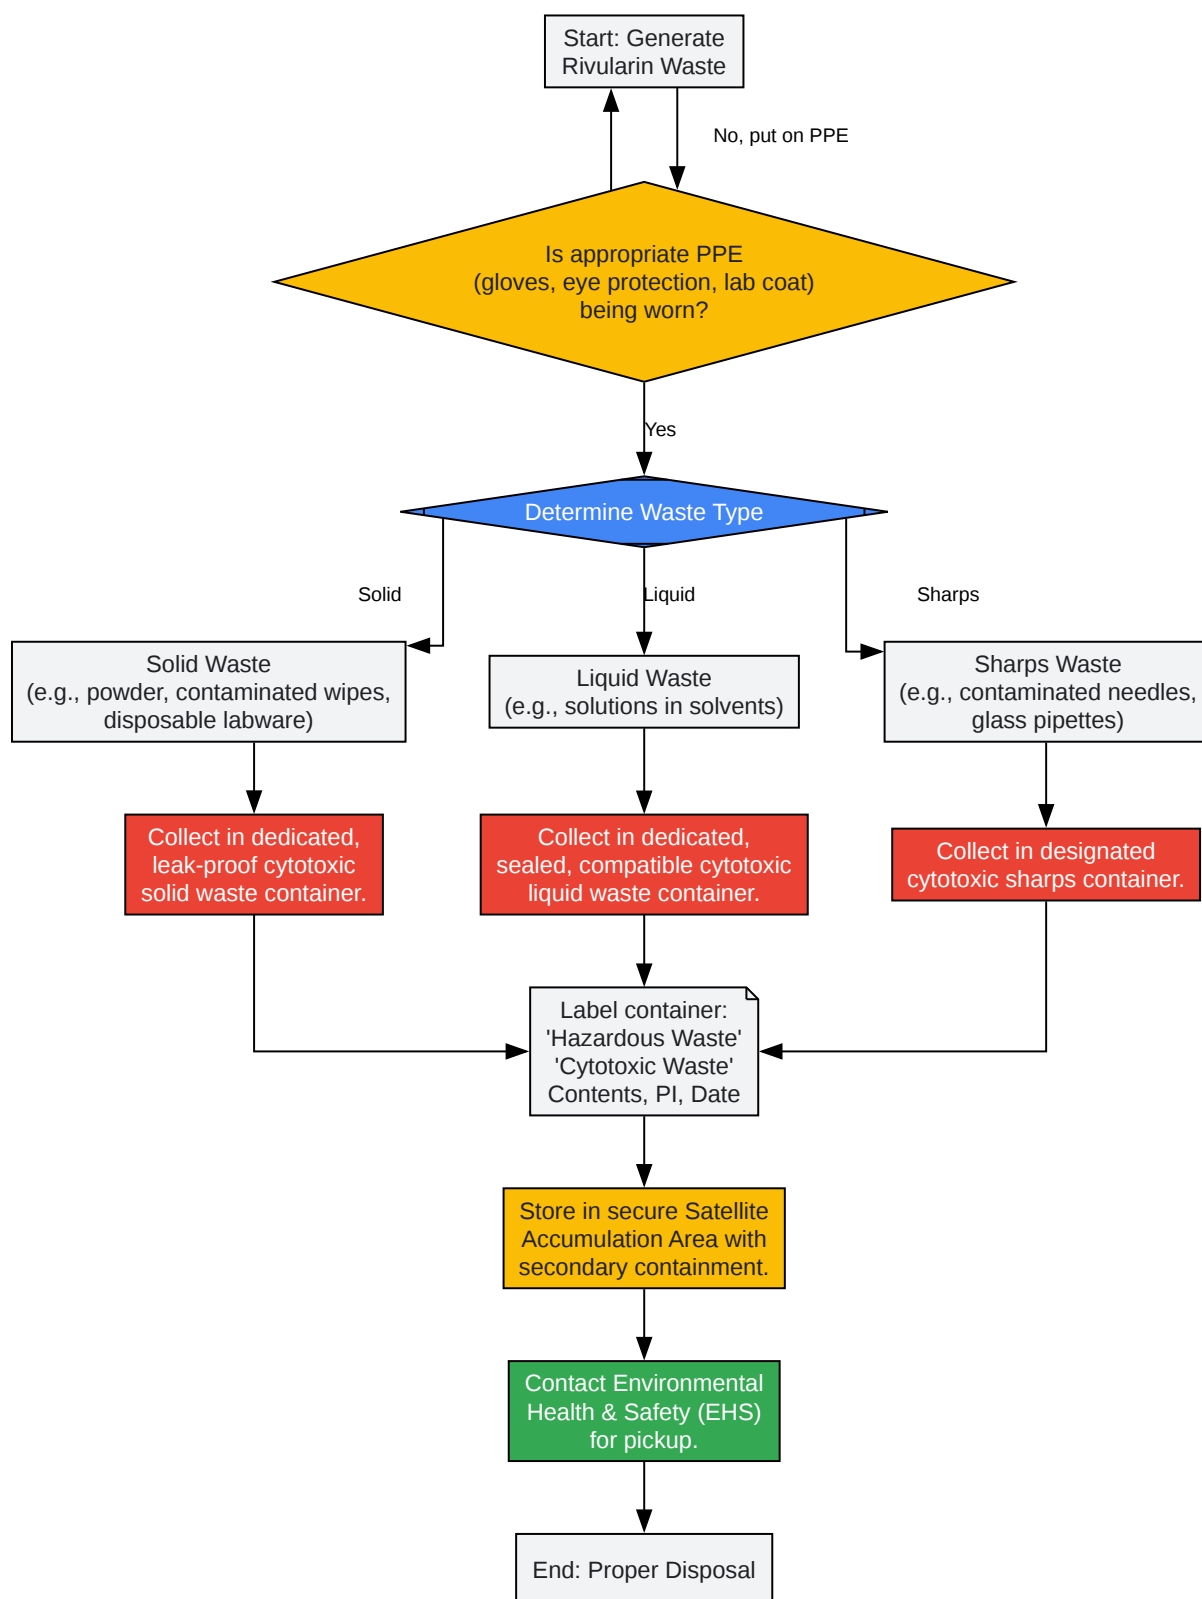 Start: Generate
Rivularin Waste
No, put on PPE
Is appropriate PPE
(gloves, eye protection, lab coat)
being worn?
Yes
Determine Waste Type
Solid
Liquid
Sharps
Solid Waste
(e.g., powder, contaminated wipes,
disposable labware)
Liquid Waste
(e.g., solutions in solvents)
Sharps Waste
(e.g., contaminated needles,
glass pipettes)
Collect in dedicated,
leak-proof cytotoxic
solid waste container.
Collect in dedicated,
sealed, compatible cytotoxic
liquid waste container.
Collect in designated
cytotoxic sharps container.
Label container:
'Hazardous Waste'
'Cytotoxic Waste'
Contents, PI, Date
Store in secure Satellite
Accumulation Area with
secondary containment.
Contact Environmental
Health & Safety (EHS)
for pickup.
End: Proper Disposal